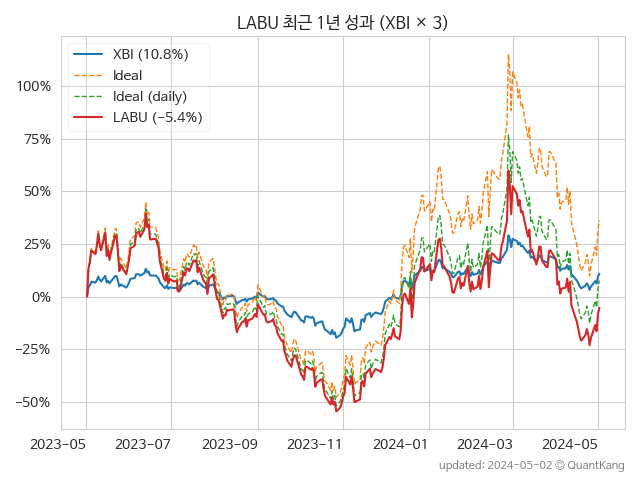 LABU 최근 1년 성과 (XBI × 3)
XBI (10.8%)
Ideal
Ideal (daily)
LABU (−5.4%)
100%
75%
50%
25%
0%
−25%
−50%
2023−05 2023−07 2023−09 2023−11 2024−01 2024−03 2024−05
updated: 2024-05-02 © QuantKang